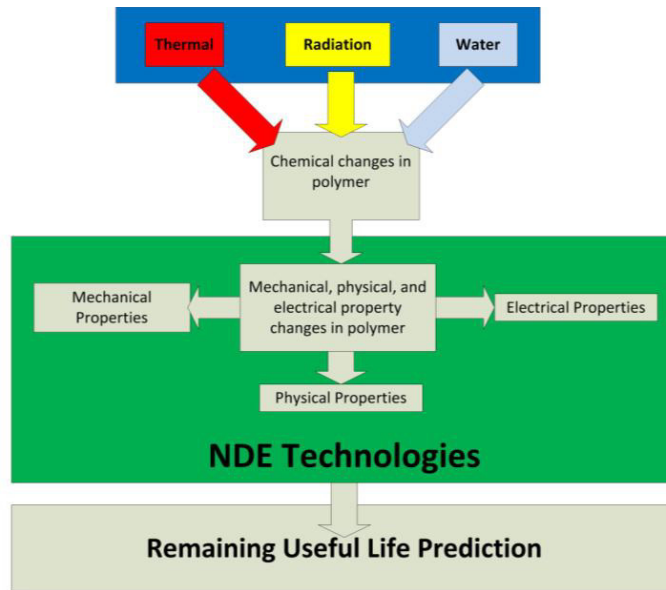 Thermal
Radiation
Water
Chemical changes in
polymer
Mechanical
Properties
Mechanical, physical, and
electrical property
changes in polymer
Electrical Properties
Physical Properties
NDE Technologies
Remaining Useful Life Prediction